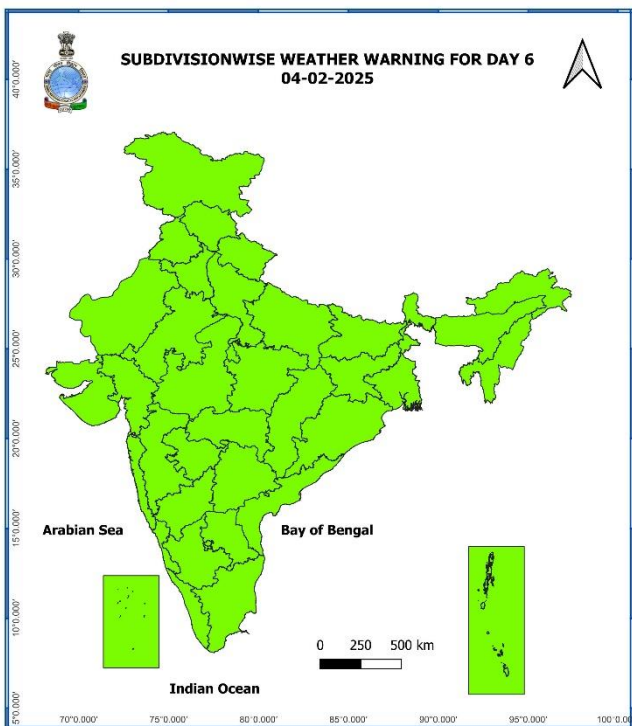 SUBDIVISIONWISE WEATHER WARNING FOR DAY 6
04-02-2025
40°0.000'
35°0.000'
30°0.000'
25°0.000'
20°0.000'
15°0.000'
10°0.000'
5°0.000'
Arabian Sea
Bay of Bengal
0 250 500 km
Indian Ocean
70°0.000' 75°0.000' 80°0.000' 85°0.000' 90°0.000' 95°0.000' 100°0.0